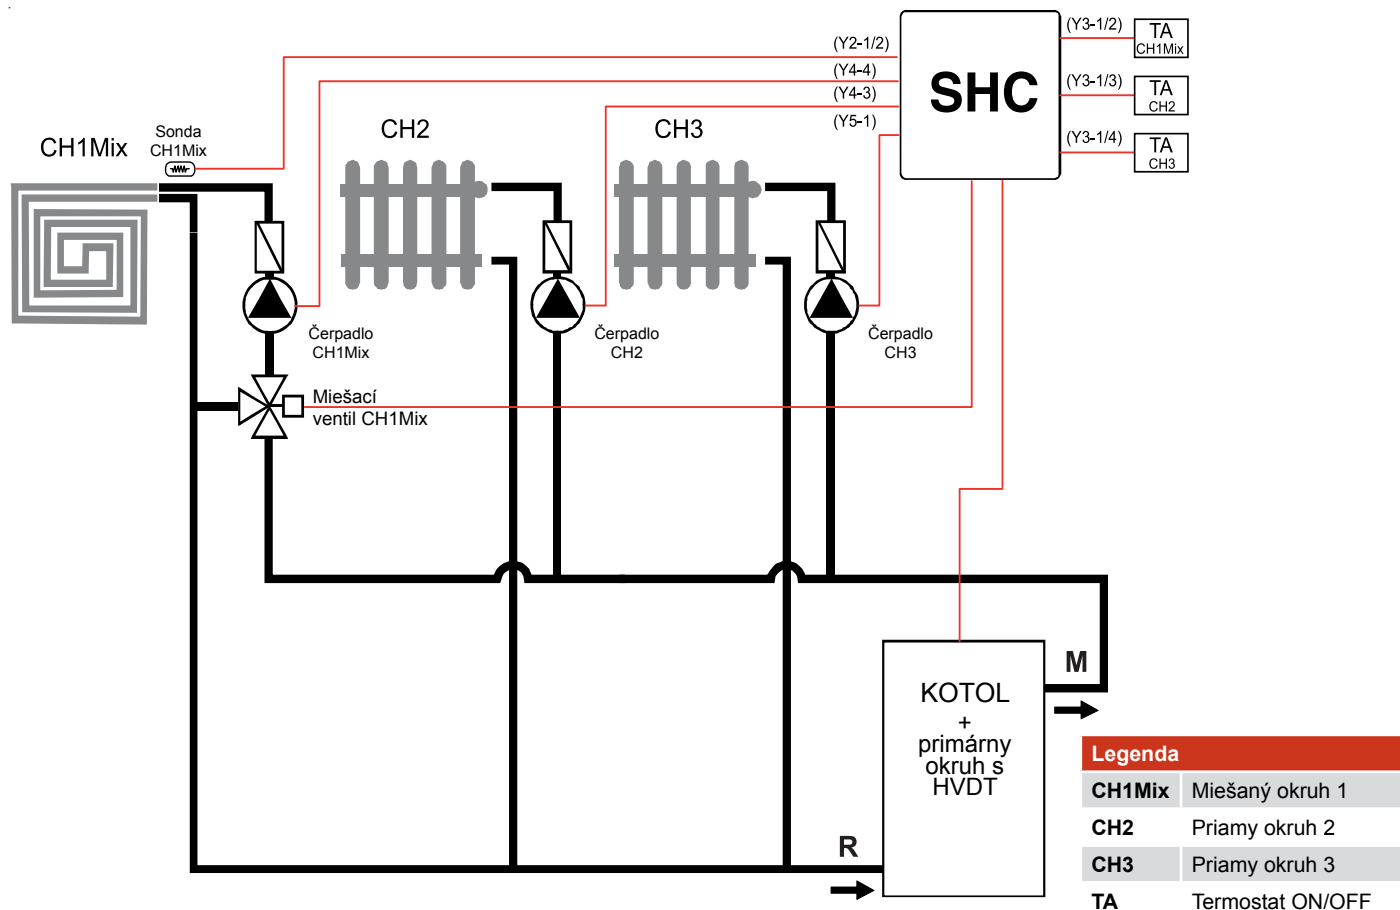 (Y2-1/2)
(Y4-4)
(Y4-3)
(Y5-1)
SHC
(Y3-1/2)
TA
CH1Mix
(Y3-1/3)
TA
CH2
(Y3-1/4)
TA
CH3
CH1Mix
Sonda
CH1Mix
CH2
CH3
Čerpadlo
CH1Mix
Čerpadlo
CH2
Čerpadlo
CH3
Miešací
ventil CH1Mix
KOTOL
+
primárny
okruh s
HVDT
M
R
Legenda
CH1Mix Miešaný okruh 1
CH2 Priamy okruh 2
CH3 Priamy okruh 3
TA Termostat ON/OFF